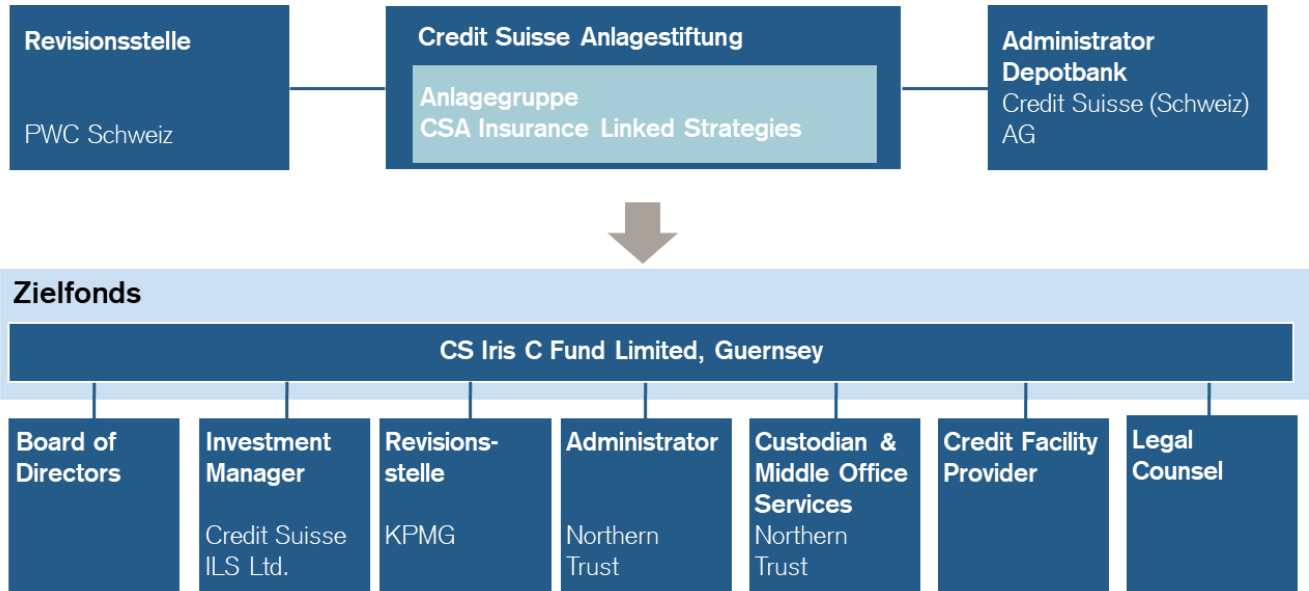 Revisionsstelle
PWC Schweiz
Credit Suisse Anlagestiftung
Anlagegruppe
CSA Insurance Linked Strategies
Administrator
Depotbank
Credit Suisse (Schweiz)
AG
Zielfonds
CS Iris C Fund Limited, Guernsey
Board of
Directors
Investment
Manager
Credit Suisse
ILS Ltd.
Revisions-
stelle
KPMG
Administrator
Northern
Trust
Custodian &
Middle Office
Services
Northern
Trust
Credit Facility
Provider
Legal
Counsel